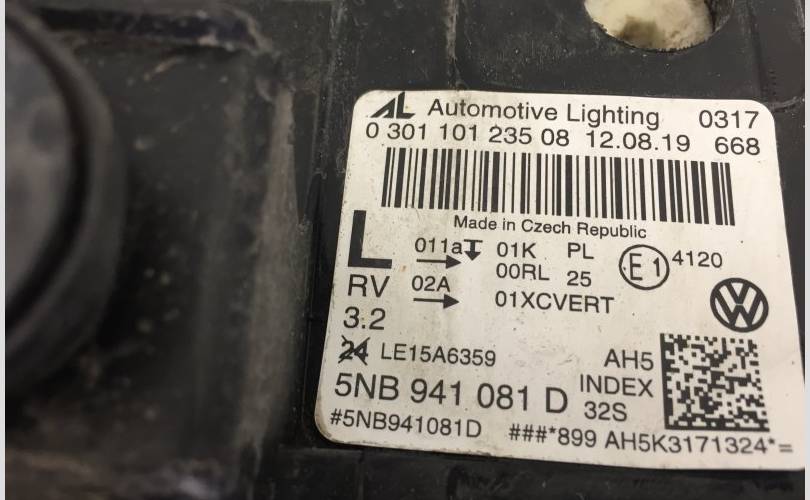 AL Automotive Lighting 0317
0 301 101 235 08 12.08.19 668
Made in Czech Republic
L 011a 01K PL E1 4120
00RL 25
RV 02A 01XCVERT
3.2
24 LE15A6359 AH5
5NB 941 081 D INDEX
32S
#5NB941081D ###*899 AH5K3171324*=